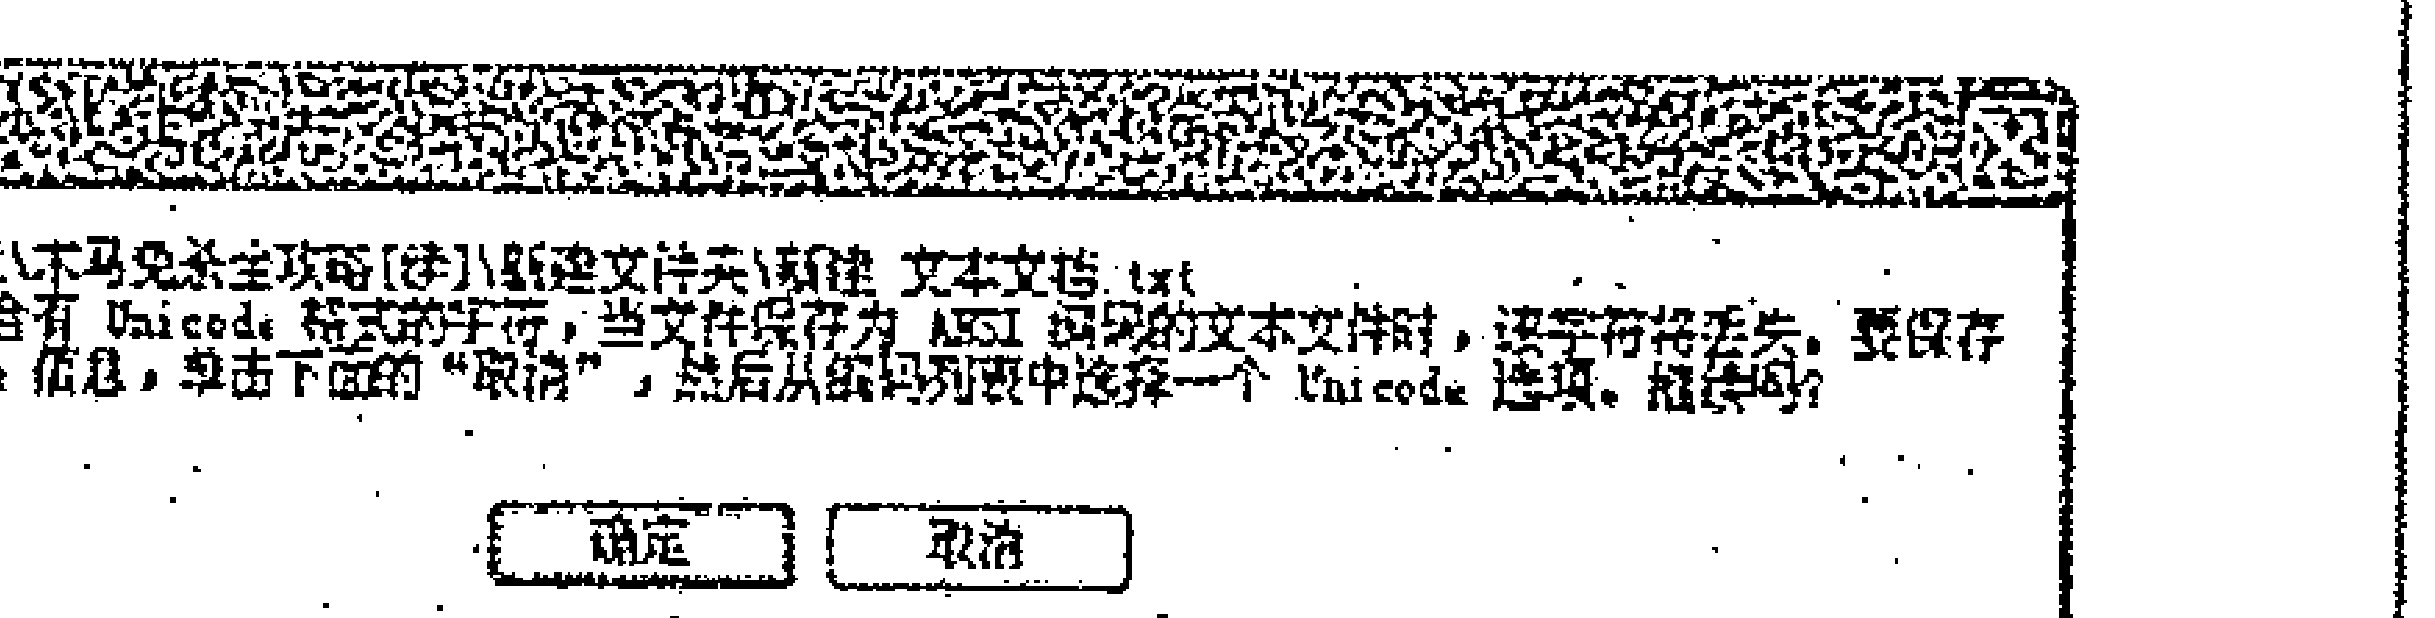 \木马免杀全攻略[续]\新建文件夹\新建 文本文档.txt
含有 Unicode 格式的字符，当文件保存为 ANSI 编码的文本文件时，该字符将丢失。要保存
信息，单击下面的“取消”，然后从编码列表中选择一个 Unicode 选项。继续吗?
确定 取消